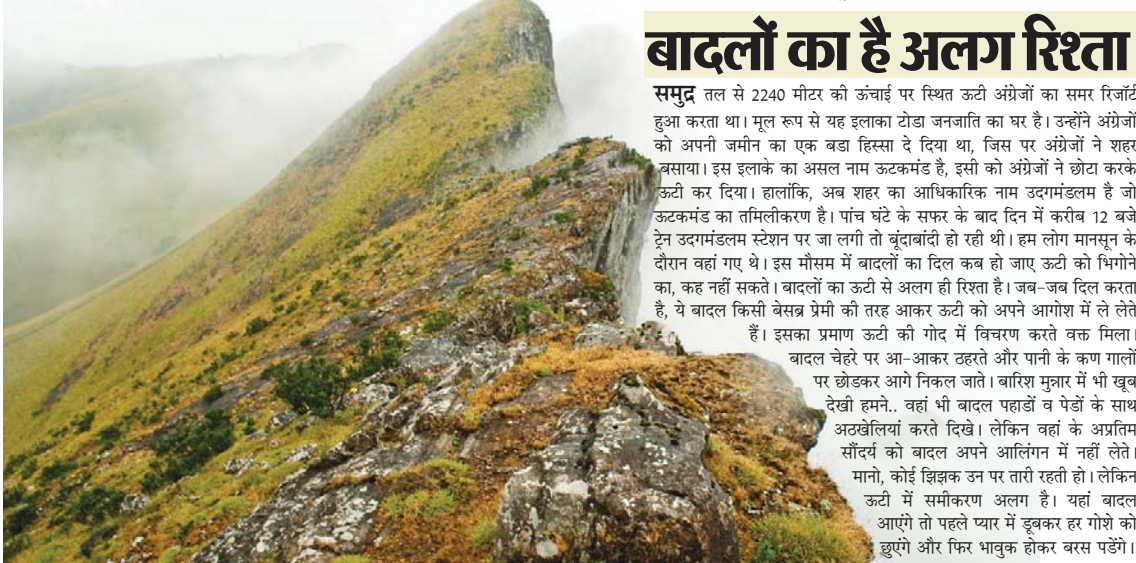 बादलों का है अलग रिश्ता
समुद्र तल से 2240 मीटर की ऊंचाई पर स्थित ऊटी अंग्रेजों का समर रिजॉर्ट
हुआ करता था। मूल रूप से यह इलाका टोडा जनजाति का घर है। उन्होंने अंग्रेजों
को अपनी जमीन का एक बडा हिस्सा दे दिया था, जिस पर अंग्रेजों ने शहर
बसाया। इस इलाके का असल नाम ऊटकमंड है, इसी को अंग्रेजों ने छोटा करके
ऊटी कर दिया। हालांकि, अब शहर का आधिकारिक नाम उदगमंडलम है जो
ऊटकमंड का तमिलीकरण है। पांच घंटे के सफर के बाद दिन में करीब 12 बजे
ट्रेन उदगमंडलम स्टेशन पर जा लगी तो बूंदाबांदी हो रही थी। हम लोग मानसून के
दौरान वहां गए थे। इस मौसम में बादलों का दिल कब हो जाए ऊटी को भिगोने
का, कह नहीं सकते। बादलों का ऊटी से अलग ही रिश्ता है। जब-जब दिल करता
है, ये बादल किसी बेसब्र प्रेमी की तरह आकर ऊटी को अपने आगोश में ले लेते
हैं। इसका प्रमाण ऊटी की गोद में विचरण करते वक्त मिला।
बादल चेहरे पर आ-आकर ठहरते और पानी के कण गालों
पर छोडकर आगे निकल जाते। बारिश मुन्नार में भी खूब
देखी हमने.. वहां भी बादल पहाडों व पेडों के साथ
अठखेलियां करते दिखे। लेकिन वहां के अप्रतिम
सौंदर्य को बादल अपने आलिंगन में नहीं लेते।
मानो, कोई झिझक उन पर तारी रहती हो। लेकिन
ऊटी में समीकरण अलग है। यहां बादल
आएंगे तो पहले प्यार में डूबकर हर गोशे को
छुएंगे और फिर भावुक होकर बरस पडेंगे।